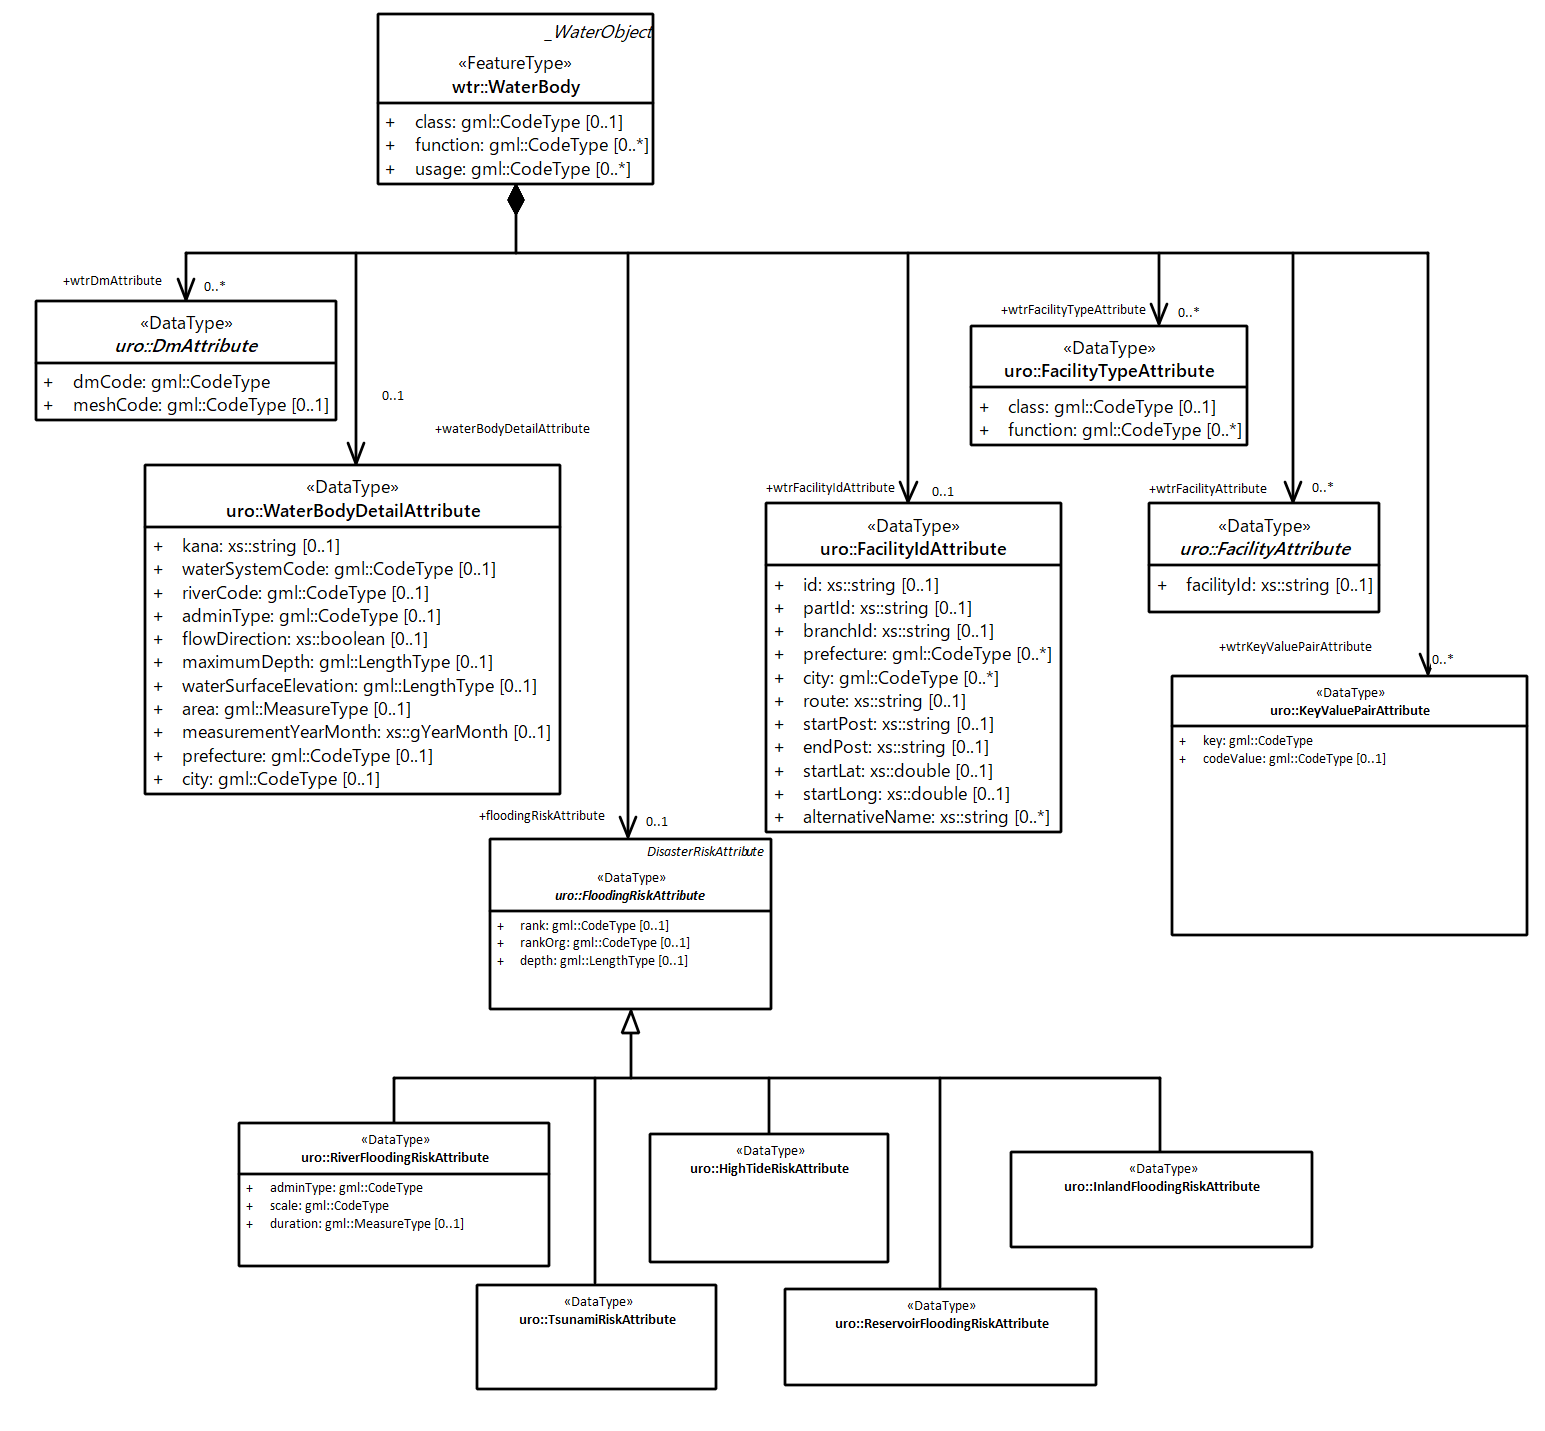 _WaterObject
«FeatureType»
wtr::WaterBody
+ class: gml::CodeType [0..1]
+ function: gml::CodeType [0..*]
+ usage: gml::CodeType [0..*]
+wtrDmAttribute
0..*
«DataType»
uro::DmAttribute
+ dmCode: gml::CodeType
+ meshCode: gml::CodeType [0..1]
0..1
+waterBodyDetailAttribute
«DataType»
uro::WaterBodyDetailAttribute
+ kana: xs::string [0..1]
+ waterSystemCode: gml::CodeType [0..1]
+ riverCode: gml::CodeType [0..1]
+ adminType: gml::CodeType [0..1]
+ flowDirection: xs::boolean [0..1]
+ maximumDepth: gml::LengthType [0..1]
+ waterSurfaceElevation: gml::LengthType [0..1]
+ area: gml::MeasureType [0..1]
+ measurementYearMonth: xs::gYearMonth [0..1]
+ prefecture: gml::CodeType [0..1]
+ city: gml::CodeType [0..1]
+wtrFacilityTypeAttribute
0..*
«DataType»
uro::FacilityTypeAttribute
+ class: gml::CodeType [0..1]
+ function: gml::CodeType [0..*]
+wtrFacilityIdAttribute
0..1
«DataType»
uro::FacilityIdAttribute
+ id: xs::string [0..1]
+ partId: xs::string [0..1]
+ branchId: xs::string [0..1]
+ prefecture: gml::CodeType [0..*]
+ city: gml::CodeType [0..*]
+ route: xs::string [0..1]
+ startPost: xs::string [0..1]
+ endPost: xs::string [0..1]
+ startLat: xs::double [0..1]
+ startLong: xs::double [0..1]
+ alternativeName: xs::string [0..*]
+wtrFacilityAttribute
0..*
«DataType»
uro::FacilityAttribute
+ facilityId: xs::string [0..1]
+wtrKeyValuePairAttribute
0..*
«DataType»
uro::KeyValuePairAttribute
+ key: gml::CodeType
+ codeValue: gml::CodeType [0..1]
+floodingRiskAttribute
0..1
DisasterRiskAttribute
«DataType»
uro::FloodingRiskAttribute
+ rank: gml::CodeType [0..1]
+ rankOrg: gml::CodeType [0..1]
+ depth: gml::LengthType [0..1]
«DataType»
uro::RiverFloodingRiskAttribute
+ adminType: gml::CodeType
+ scale: gml::CodeType
+ duration: gml::MeasureType [0..1]
«DataType»
uro::HighTideRiskAttribute
«DataType»
uro::InlandFloodingRiskAttribute
«DataType»
uro::TsunamiRiskAttribute
«DataType»
uro::ReservoirFloodingRiskAttribute